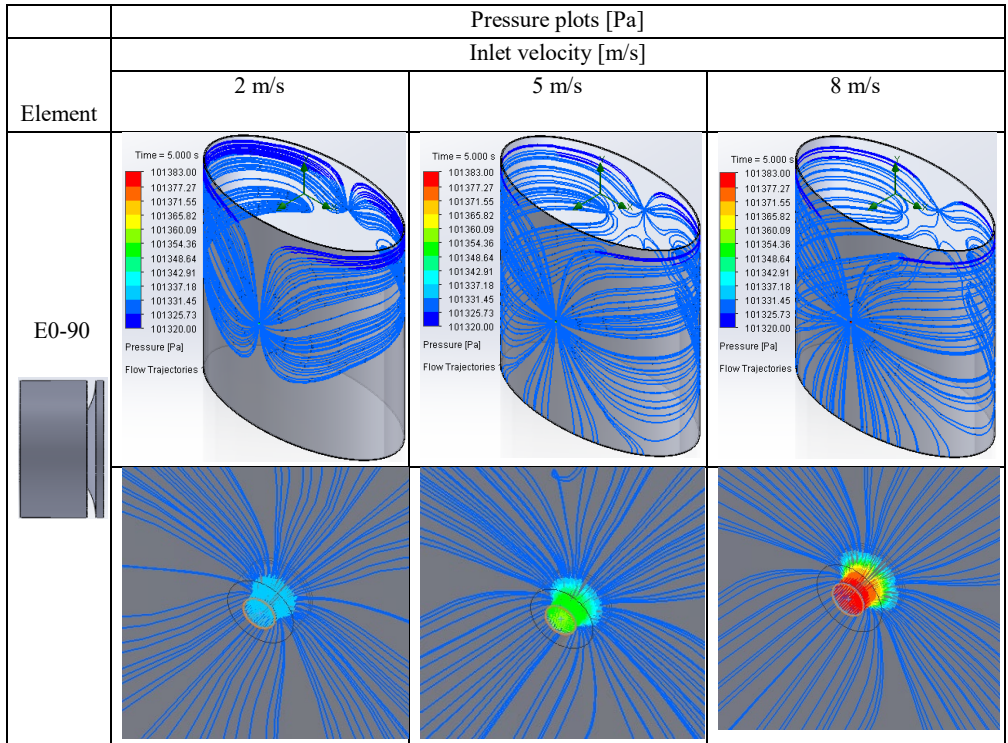 Pressure plots [Pa]
Inlet velocity [m/s]
Element
2 m/s
5 m/s
8 m/s
E0-90
Time = 5.000 s
101383.00
101377.27
101371.55
101365.82
101360.09
101354.36
101348.64
101342.91
101337.18
101331.45
101325.73
101320.00
Pressure [Pa]
Flow Trajectories
Time = 5.000 s
101383.00
101377.27
101371.55
101365.82
101360.09
101354.36
101348.64
101342.91
101337.18
101331.45
101325.73
101320.00
Pressure [Pa]
Flow Trajectories
Time = 5.000 s
101383.00
101377.27
101371.55
101365.82
101360.09
101354.36
101348.64
101342.91
101337.18
101331.45
101325.73
101320.00
Pressure [Pa]
Flow Trajectories